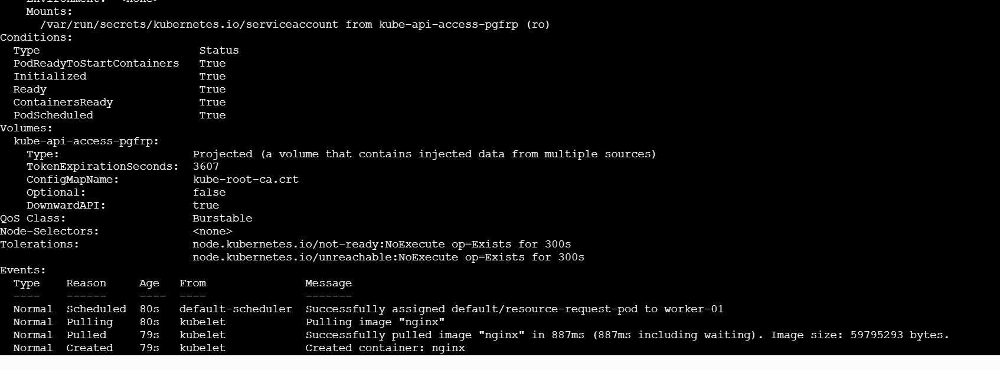 Environment:  <none>
    Mounts:
      /var/run/secrets/kubernetes.io/serviceaccount from kube-api-access-pgfrp (ro)
Conditions:
  Type                        Status
  PodReadyToStartContainers   True
  Initialized                 True
  Ready                       True
  ContainersReady             True
  PodScheduled                True
Volumes:
  kube-api-access-pgfrp:
    Type:                    Projected (a volume that contains injected data from multiple sources)
    TokenExpirationSeconds:  3607
    ConfigMapName:           kube-root-ca.crt
    Optional:                false
    DownwardAPI:             true
QoS Class:                   Burstable
Node-Selectors:              <none>
Tolerations:                 node.kubernetes.io/not-ready:NoExecute op=Exists for 300s
                             node.kubernetes.io/unreachable:NoExecute op=Exists for 300s
Events:
  Type    Reason     Age   From               Message
  ----    ------     ----  ----               -------
  Normal  Scheduled  80s   default-scheduler  Successfully assigned default/resource-request-pod to worker-01
  Normal  Pulling    80s   kubelet            Pulling image "nginx"
  Normal  Pulled     79s   kubelet            Successfully pulled image "nginx" in 887ms (887ms including waiting). Image size: 59795293 bytes.
  Normal  Created    79s   kubelet            Created container: nginx